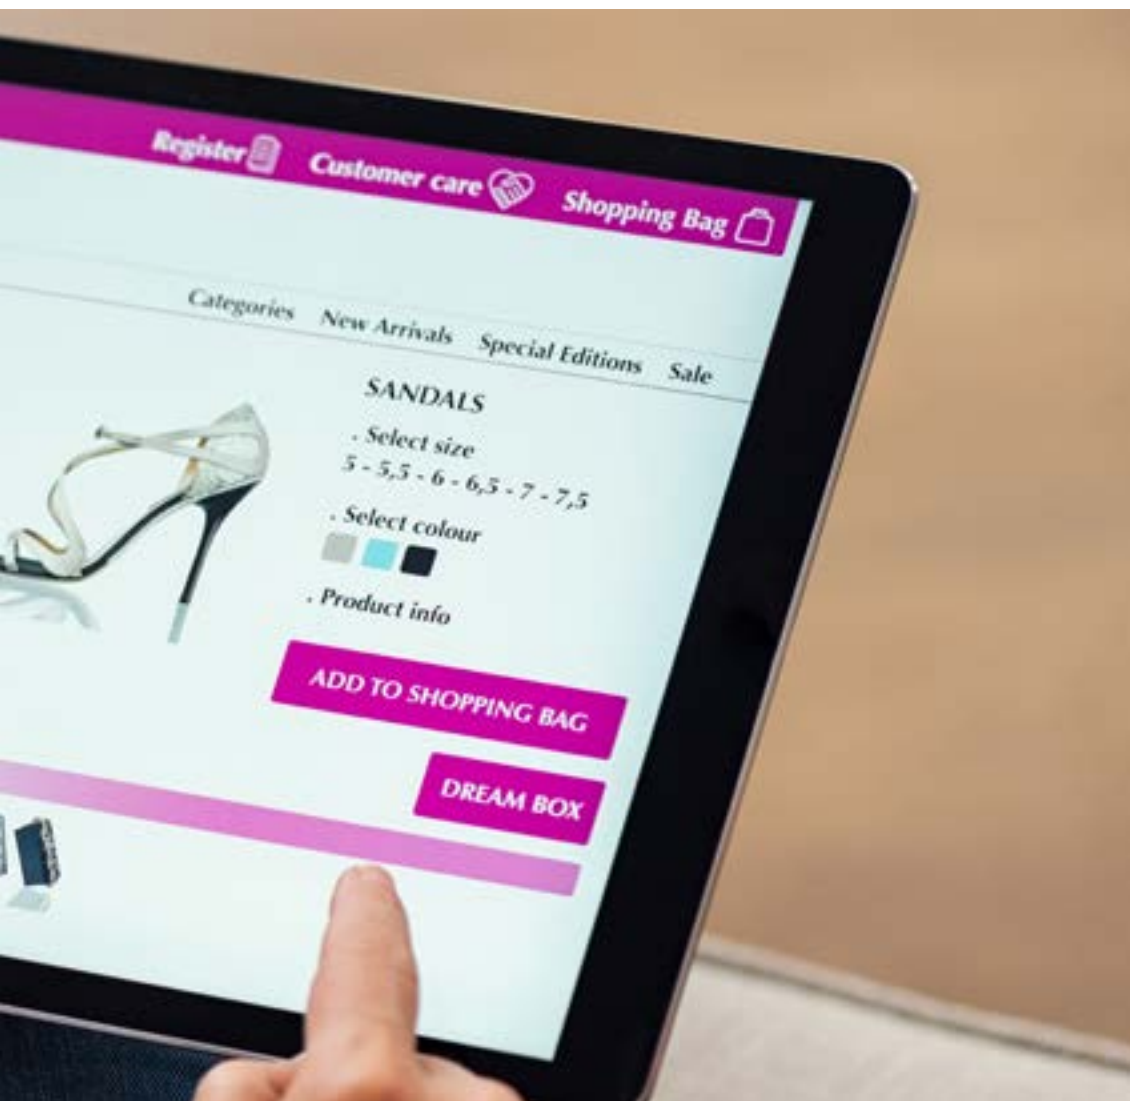 Register
Customer care
Shopping Bag
Categories New Arrivals Special Editions Sale
SANDALS
. Select size
5 - 5,5 - 6 - 6,5 - 7 - 7,5
. Select colour
. Product info
ADD TO SHOPPING BAG
DREAM BOX